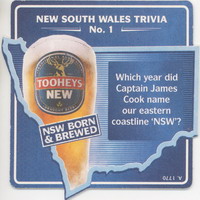 NEW SOUTH WALES TRIVIA
No. 1
TOOHEYS
NEW
NSW BORN
& BREWED
Which year did
Captain James
Cook name
our eastern
coastline 'NSW'?
A. 1770